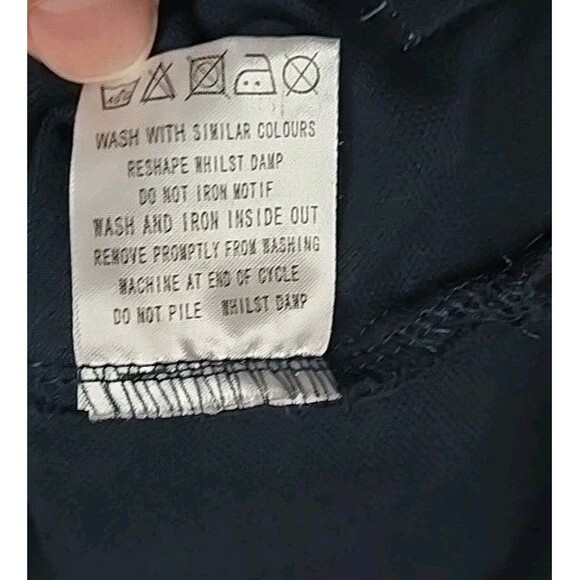 WASH WITH SIMILAR COLOURS
RESHAPE WHILST DAMP
DO NOT IRON MOTIF
WASH AND IRON INSIDE OUT
REMOVE PROMPTLY FROM WASHING
MACHINE AT END OF CYCLE
DO NOT PILE WHILST DAMP